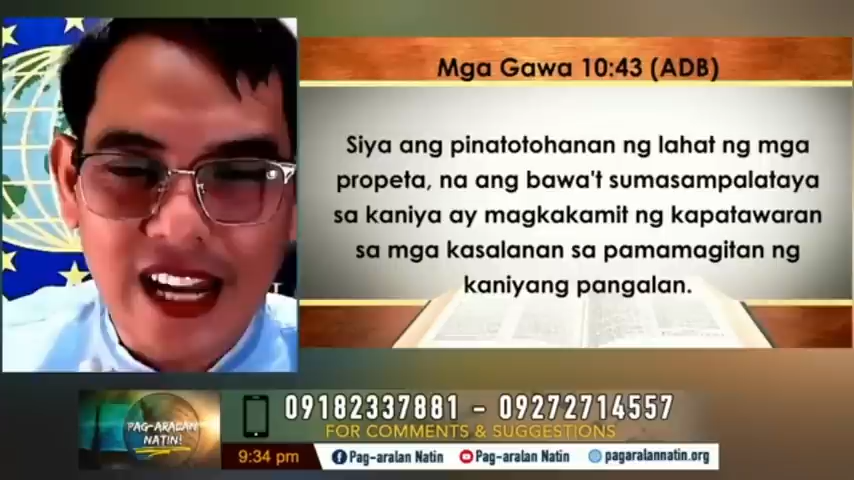 Mga Gawa 10:43 (ADB)
Siya ang pinatotohanan ng lahat ng mga
propeta, na ang bawa't sumasampalataya
sa kaniya ay magkakamit ng kapatawaran
sa mga kasalanan sa pamamagitan ng
kaniyang pangalan.
PAG-ARALAN
NATIN!
09182337881 - 09272714557
FOR COMMENTS & SUGGESTIONS
9:34 pm
Pag-aralan Natin
Pag-aralan Natin
pagaralannatin.org